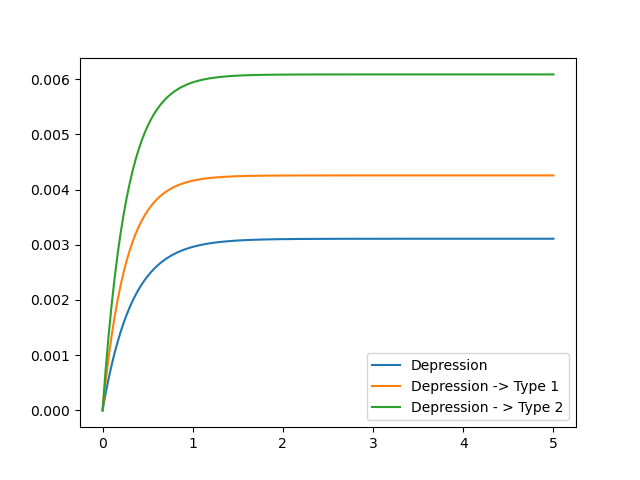 0.006
0.005
0.004
0.003
0.002
0.001
0.000
0 1 2 3 4 5
Depression
Depression -> Type 1
Depression - > Type 2